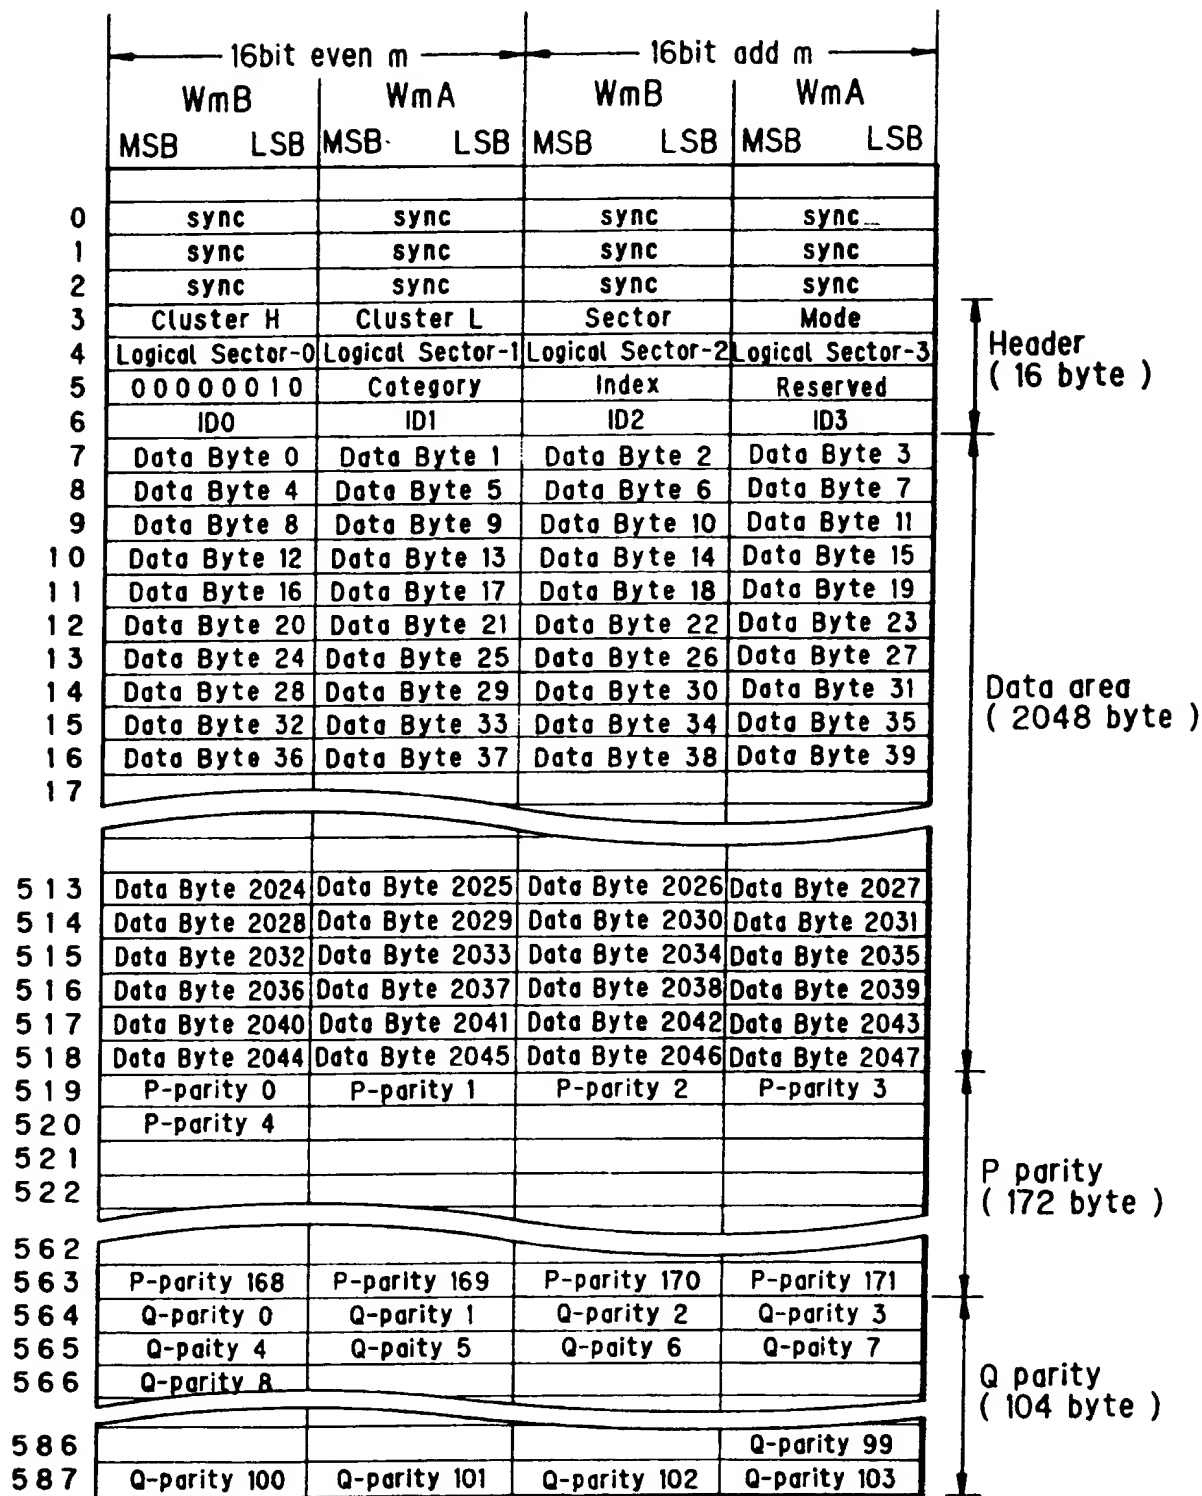 16bit even m 16bit add m
WmB WmA WmB WmA
MSB LSB MSB LSB MSB LSB MSB LSB
0 sync sync sync sync
1 sync sync sync sync
2 sync sync sync sync
3 Cluster H Cluster L Sector Mode
4 Logical Sector-0 Logical Sector-1 Logical Sector-2 Logical Sector-3
Header
5 00000010 Category Index Reserved
( 16 byte )
6 ID0 ID1 ID2 ID3
7 Data Byte 0 Data Byte 1 Data Byte 2 Data Byte 3
8 Data Byte 4 Data Byte 5 Data Byte 6 Data Byte 7
9 Data Byte 8 Data Byte 9 Data Byte 10 Data Byte 11
10 Data Byte 12 Data Byte 13 Data Byte 14 Data Byte 15
11 Data Byte 16 Data Byte 17 Data Byte 18 Data Byte 19
12 Data Byte 20 Data Byte 21 Data Byte 22 Data Byte 23
13 Data Byte 24 Data Byte 25 Data Byte 26 Data Byte 27
14 Data Byte 28 Data Byte 29 Data Byte 30 Data Byte 31
Data area
15 Data Byte 32 Data Byte 33 Data Byte 34 Data Byte 35
( 2048 byte )
16 Data Byte 36 Data Byte 37 Data Byte 38 Data Byte 39
17
513 Data Byte 2024 Data Byte 2025 Data Byte 2026 Data Byte 2027
514 Data Byte 2028 Data Byte 2029 Data Byte 2030 Data Byte 2031
515 Data Byte 2032 Data Byte 2033 Data Byte 2034 Data Byte 2035
516 Data Byte 2036 Data Byte 2037 Data Byte 2038 Data Byte 2039
517 Data Byte 2040 Data Byte 2041 Data Byte 2042 Data Byte 2043
518 Data Byte 2044 Data Byte 2045 Data Byte 2046 Data Byte 2047
519 P-parity 0 P-parity 1 P-parity 2 P-parity 3
520 P-parity 4
521
522
P parity
( 172 byte )
562
563 P-parity 168 P-parity 169 P-parity 170 P-parity 171
564 Q-parity 0 Q-parity 1 Q-parity 2 Q-parity 3
565 Q-paity 4 Q-paity 5 Q-paity 6 Q-paity 7
566 Q-parity 8
Q parity
( 104 byte )
586 Q-parity 99
587 Q-parity 100 Q-parity 101 Q-parity 102 Q-parity 103